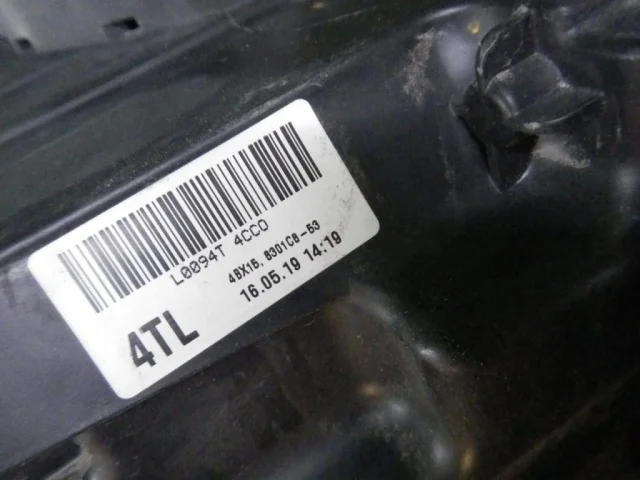 L0094T 4CC0
4BX15, 8301C8-53
16.05.19 14:19
4TL